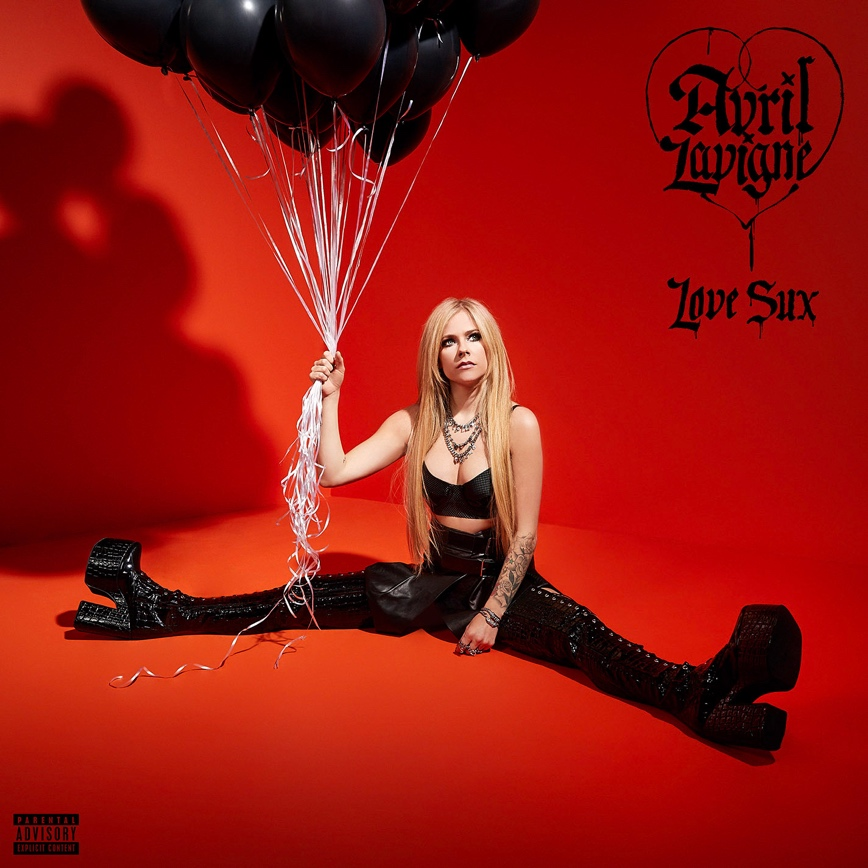 Avril
Lavigne
Love Sux
PARENTAL
ADVISORY
EXPLICIT CONTENT